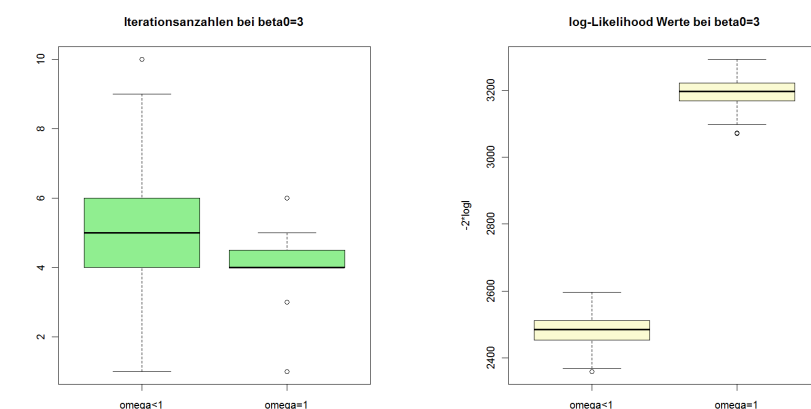 Iterationsanzahlen bei beta0=3
10
8
6
4
2
omega<1
omega=1
log-Likelihood Werte bei beta0=3
-2*logl
3200
3000
2800
2600
2400
omega<1
omega=1